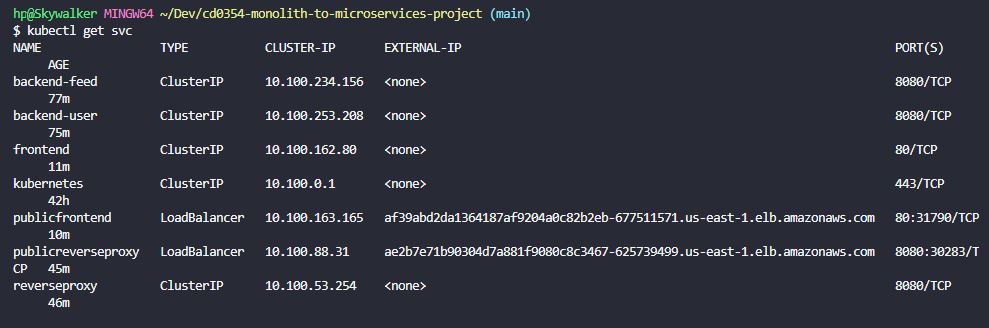 hp@Skywalker MINGW64 ~/Dev/cd0354-monolith-to-microservices-project (main)
$ kubectl get svc
NAME                 TYPE           CLUSTER-IP       EXTERNAL-IP                                                              PORT(S)
     AGE
backend-feed         ClusterIP      10.100.234.156   <none>                                                                   8080/TCP
     77m
backend-user         ClusterIP      10.100.253.208   <none>                                                                   8080/TCP
     75m
frontend             ClusterIP      10.100.162.80    <none>                                                                   80/TCP
     11m
kubernetes           ClusterIP      10.100.0.1       <none>                                                                   443/TCP
     42h
publicfrontend       LoadBalancer   10.100.163.165   af39abd2da1364187af9204a0c82b2eb-677511571.us-east-1.elb.amazonaws.com   80:31790/TCP
     10m
publicreverseproxy   LoadBalancer   10.100.88.31     ae2b7e71b90304d7a881f9080c8c3467-625739499.us-east-1.elb.amazonaws.com   8080:30283/T
CP   45m
reverseproxy         ClusterIP      10.100.53.254    <none>                                                                   8080/TCP
     46m